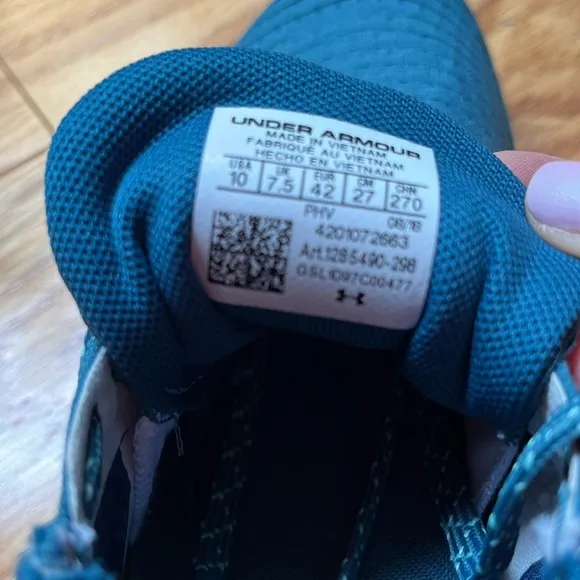 UNDER ARMOUR
MADE IN VIETNAM
FABRIQUÉ AU VIETNAM
HECHO EN VIETNAM
USA UK EUR CM CHN
10 7.5 42 27 270
PHV 08/18
4201072663
Art.1285490-298
GSL1D97C00477